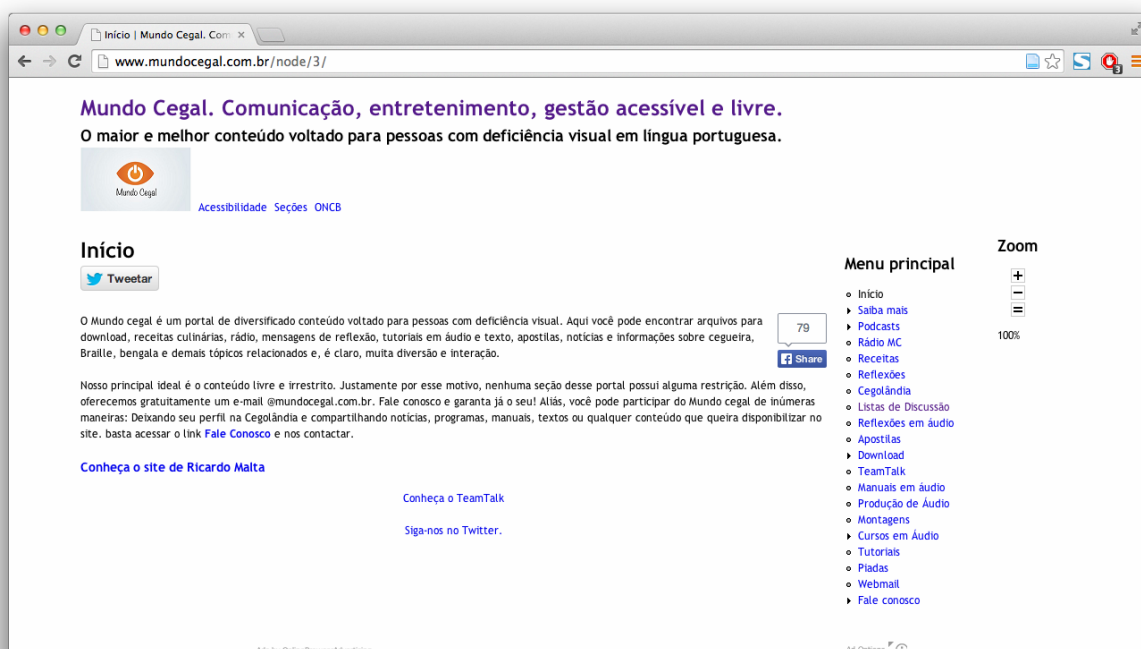 Início | Mundo Cegal. Com
www.mundocegal.com.br/node/3/
3
Mundo Cegal. Comunicação, entretenimento, gestão acessível e livre.
O maior e melhor conteúdo voltado para pessoas com deficiência visual em língua portuguesa.
Mundo Cegal
Acessibilidade Seções ONCB
Início
Tweetar
O Mundo cegal é um portal de diversificado conteúdo voltado para pessoas com deficiência visual. Aqui você pode encontrar arquivos para
download, receitas culinárias, rádio, mensagens de reflexão, tutoriais em áudio e texto, apostilas, notícias e informações sobre cegueira,
Braille, bengala e demais tópicos relacionados e, é claro, muita diversão e interação.
79
Share
Nosso principal ideal é o conteúdo livre e irrestrito. Justamente por esse motivo, nenhuma seção desse portal possui alguma restrição. Além disso,
oferecemos gratuitamente um e-mail @mundocegal.com.br. Fale conosco e garanta já o seu! Aliás, você pode participar do Mundo cegal de inúmeras
maneiras: Deixando seu perfil na Cegolândia e compartilhando notícias, programas, manuais, textos ou qualquer conteúdo que queira disponibilizar no
site. basta acessar o link Fale Conosco e nos contactar.
Conheça o site de Ricardo Malta
Conheça o TeamTalk
Siga-nos no Twitter.
Menu principal
Início
Saiba mais
Podcasts
Rádio MC
Receitas
Reflexões
Cegolândia
Listas de Discussão
Reflexões em áudio
Apostilas
Download
TeamTalk
Manuais em áudio
Produção de Áudio
Montagens
Cursos em Áudio
Tutoriais
Piadas
Webmail
Fale conosco
Zoom
+
−
=
100%